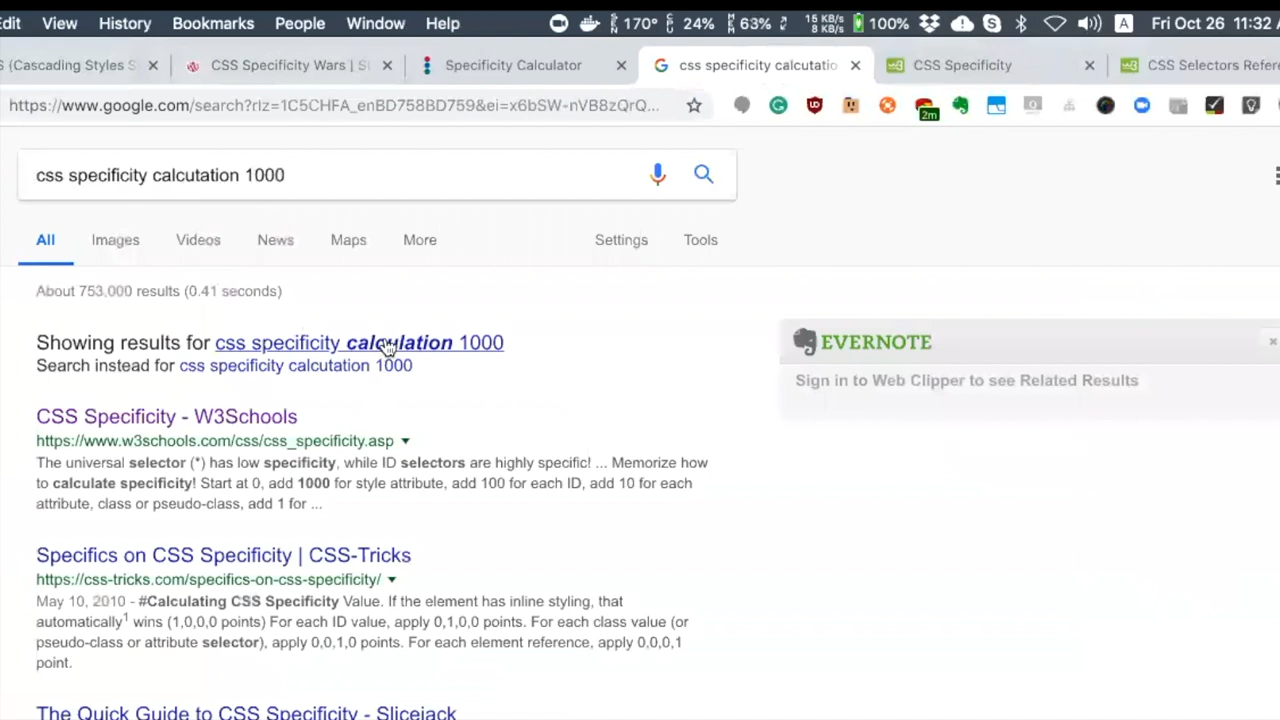 Edit View History Bookmarks People Window Help 170° 24% 63% 15 KB/s 8 KB/s 100% A Fri Oct 26 11:32
S (Cascading Styles S CSS Specificity Wars | St Specificity Calculator css specificity calcutatio CSS Specificity CSS Selectors Refere
https://www.google.com/search?rlz=1C5CHFA_enBD758BD759&ei=x6bSW-nVB8zQrQ... 2m
css specificity calcutation 1000
All Images Videos News Maps More Settings Tools
About 753,000 results (0.41 seconds)
Showing results for css specificity calculation 1000
Search instead for css specificity calcutation 1000
EVERNOTE
Sign in to Web Clipper to see Related Results
CSS Specificity - W3Schools
https://www.w3schools.com/css/css_specificity.asp
The universal selector (*) has low specificity, while ID selectors are highly specific! ... Memorize how
to calculate specificity! Start at 0, add 1000 for style attribute, add 100 for each ID, add 10 for each
attribute, class or pseudo-class, add 1 for ...
Specifics on CSS Specificity | CSS-Tricks
https://css-tricks.com/specifics-on-css-specificity/
May 10, 2010 - #Calculating CSS Specificity Value. If the element has inline styling, that
automatically1 wins (1,0,0,0 points) For each ID value, apply 0,1,0,0 points. For each class value (or
pseudo-class or attribute selector), apply 0,0,1,0 points. For each element reference, apply 0,0,0,1
point.
The Quick Guide to CSS Specificity - Slicejack